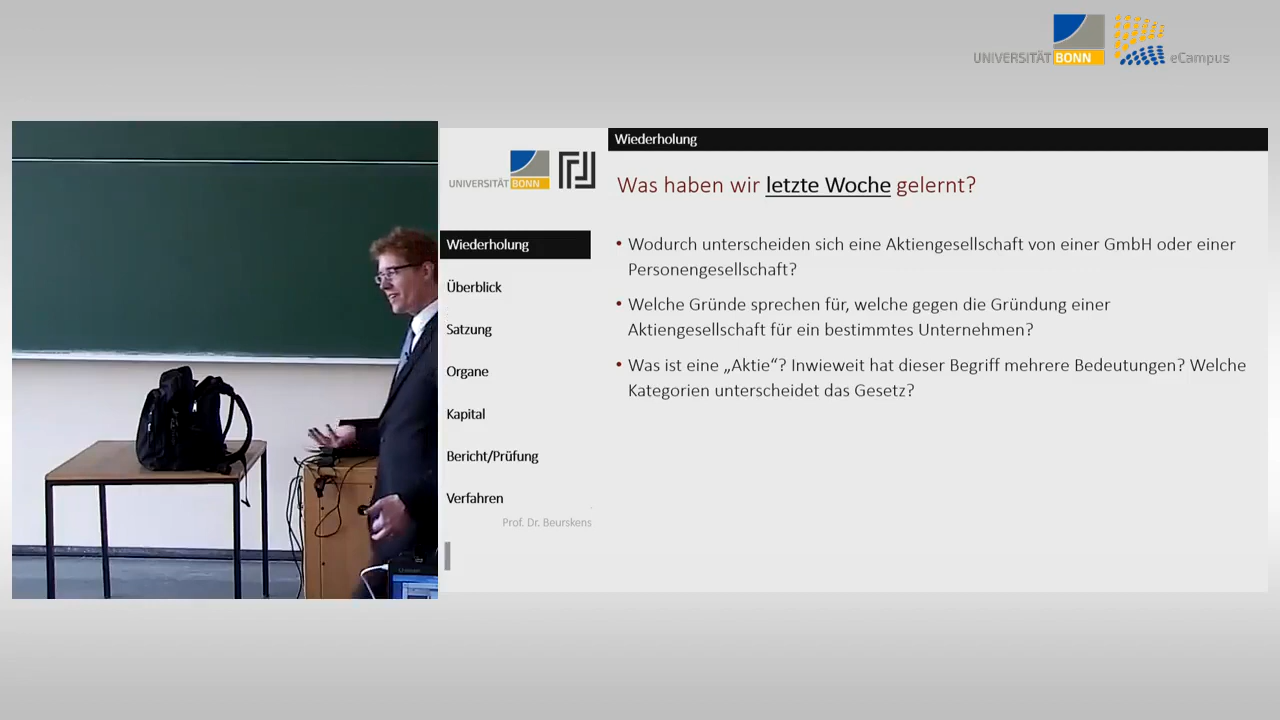 UNIVERSITÄT BONN
eCampus
UNIVERSITÄT BONN
Wiederholung
Überblick
Satzung
Organe
Kapital
Bericht/Prüfung
Verfahren
Prof. Dr. Beurskens
Wiederholung
Was haben wir letzte Woche gelernt?
• Wodurch unterscheiden sich eine Aktiengesellschaft von einer GmbH oder einer
Personengesellschaft?
• Welche Gründe sprechen für, welche gegen die Gründung einer
Aktiengesellschaft für ein bestimmtes Unternehmen?
• Was ist eine „Aktie“? Inwieweit hat dieser Begriff mehrere Bedeutungen? Welche
Kategorien unterscheidet das Gesetz?